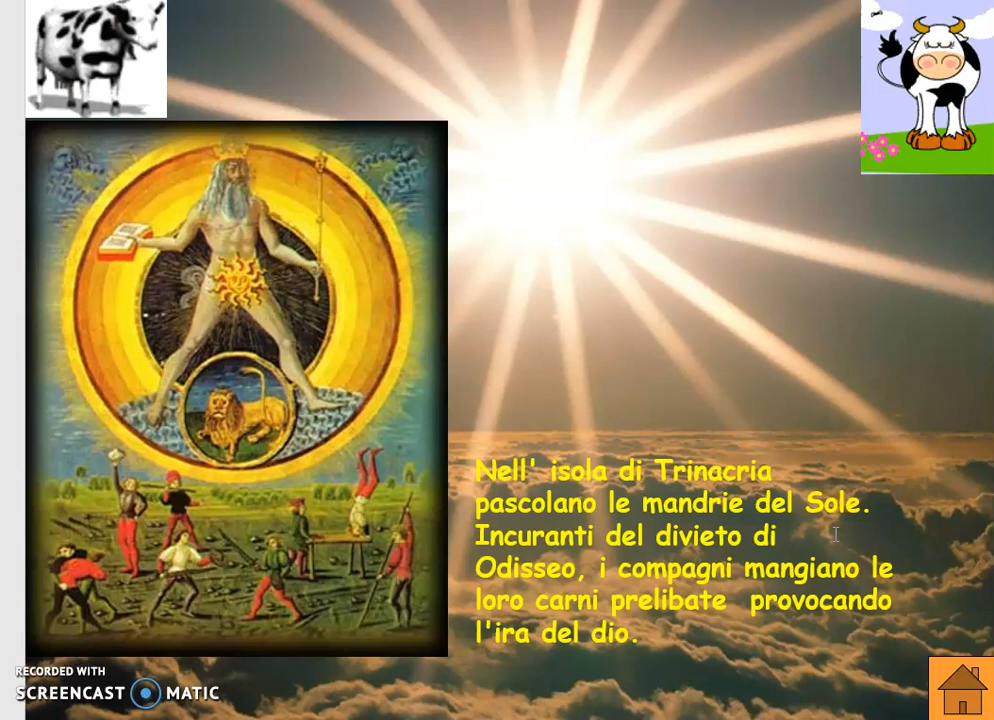 Nell' isola di Trinacria
pascolano le mandrie del Sole.
Incuranti del divieto di
Odisseo, i compagni mangiano le
loro carni prelibate provocando
l'ira del dio.
RECORDED WITH
SCREENCAST MATIC